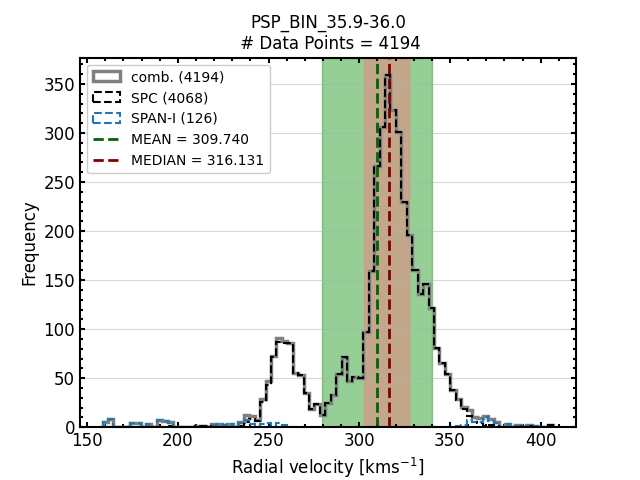 PSP_BIN_35.9-36.0
# Data Points = 4194
comb. (4194)
SPC (4068)
SPAN-I (126)
MEAN = 309.740
MEDIAN = 316.131
Frequency
350
300
250
200
150
100
50
0
150 200 250 300 350 400
Radial velocity [kms⁻¹]